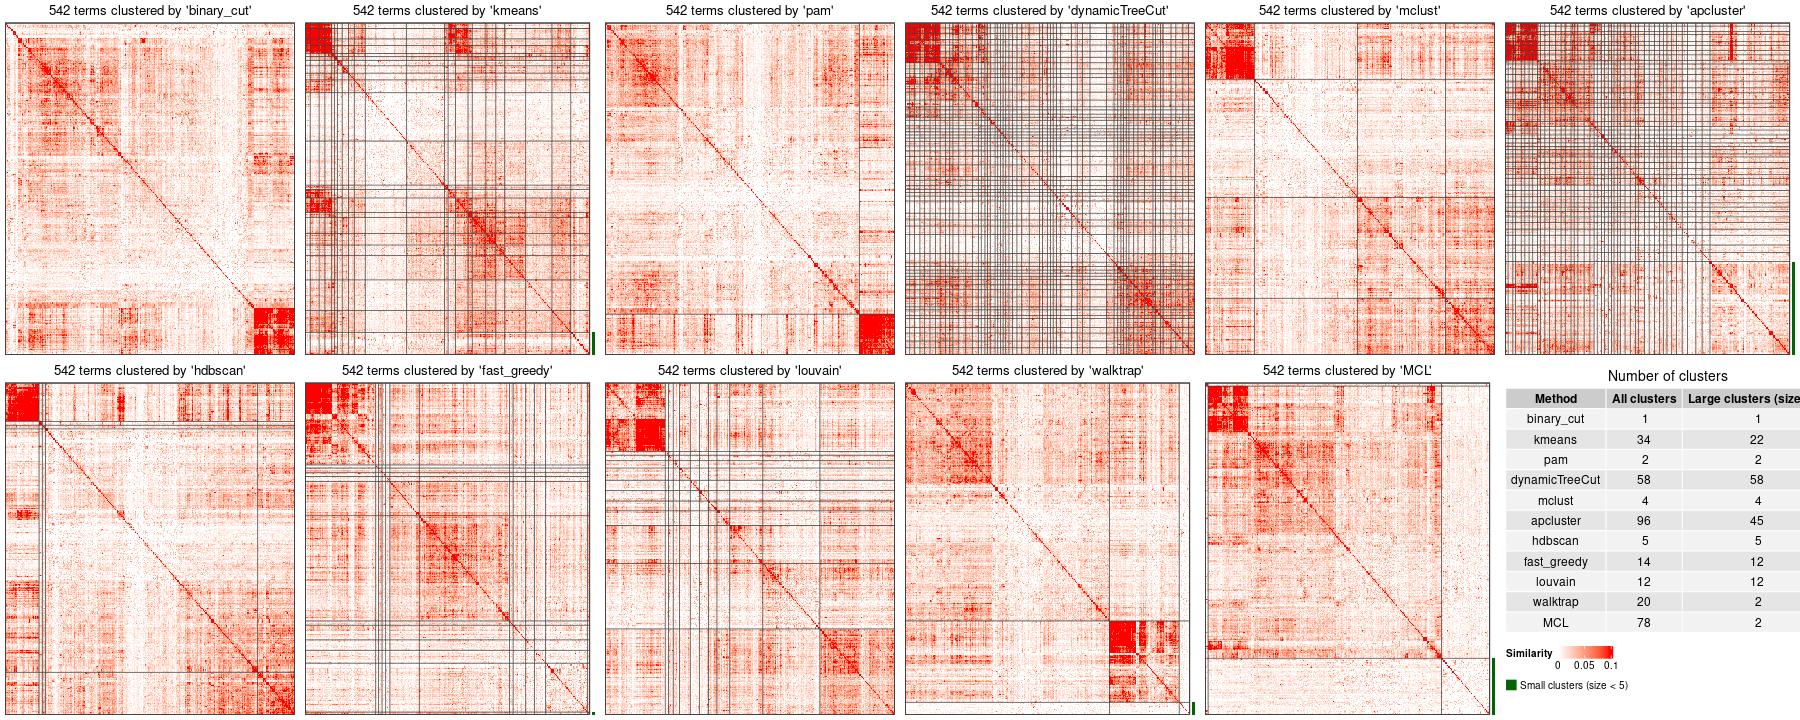 542 terms clustered by 'binary_cut'
542 terms clustered by 'kmeans'
542 terms clustered by 'pam'
542 terms clustered by 'dynamicTreeCut'
542 terms clustered by 'mclust'
542 terms clustered by 'apcluster'
542 terms clustered by 'hdbscan'
542 terms clustered by 'fast_greedy'
542 terms clustered by 'louvain'
542 terms clustered by 'walktrap'
542 terms clustered by 'MCL'
Number of clusters
Method All clusters Large clusters (size
binary_cut 1 1
kmeans 34 22
pam 2 2
dynamicTreeCut 58 58
mclust 4 4
apcluster 96 45
hdbscan 5 5
fast_greedy 14 12
louvain 12 12
walktrap 20 2
MCL 78 2
Similarity
0 0.05 0.1
Small clusters (size < 5)